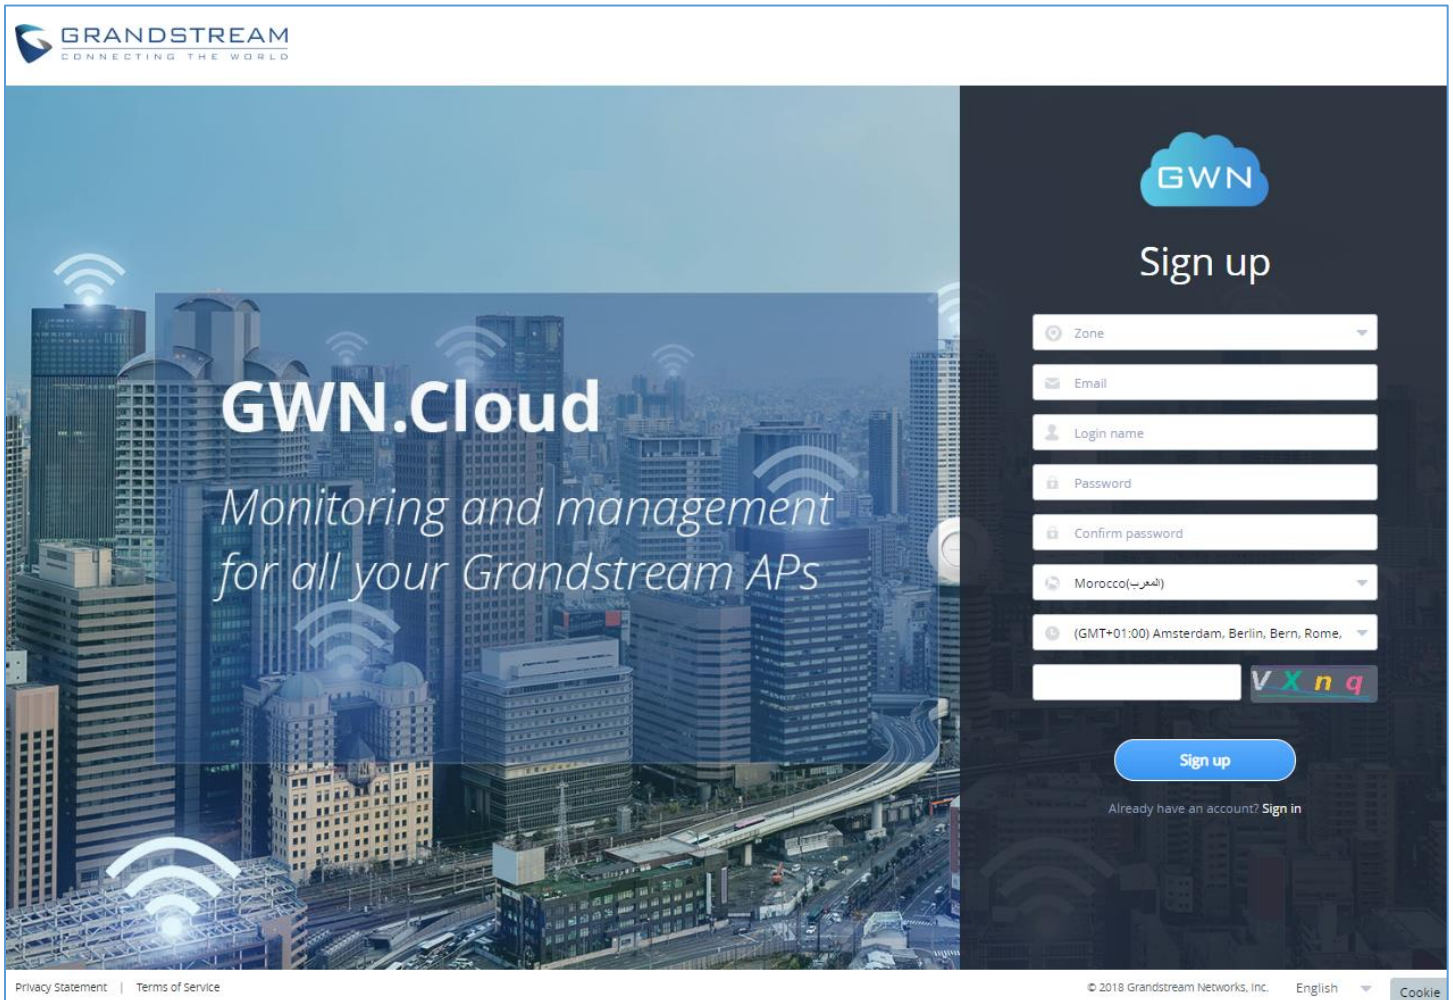 GRANDSTREAM
CONNECTING THE WORLD
GWN.Cloud
Monitoring and management
for all your Grandstream APs
GWN
Sign up
Zone
Email
Login name
Password
Confirm password
Morocco(المغرب)
(GMT+01:00) Amsterdam, Berlin, Bern, Rome,
V X n q
Sign up
Already have an account? Sign in
Privacy Statement | Terms of Service
© 2018 Grandstream Networks, Inc. English Cookie